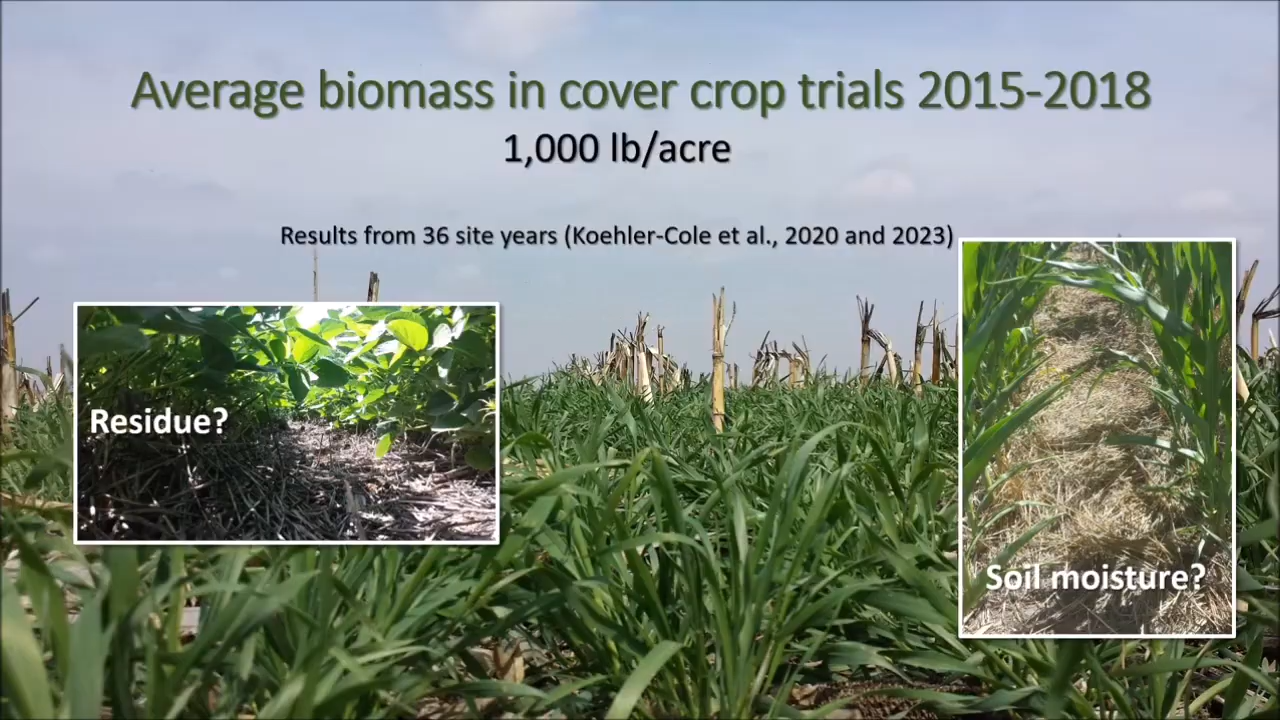 Average biomass in cover crop trials 2015-2018
1,000 lb/acre
Results from 36 site years (Koehler-Cole et al., 2020 and 2023)
Residue?
Soil moisture?